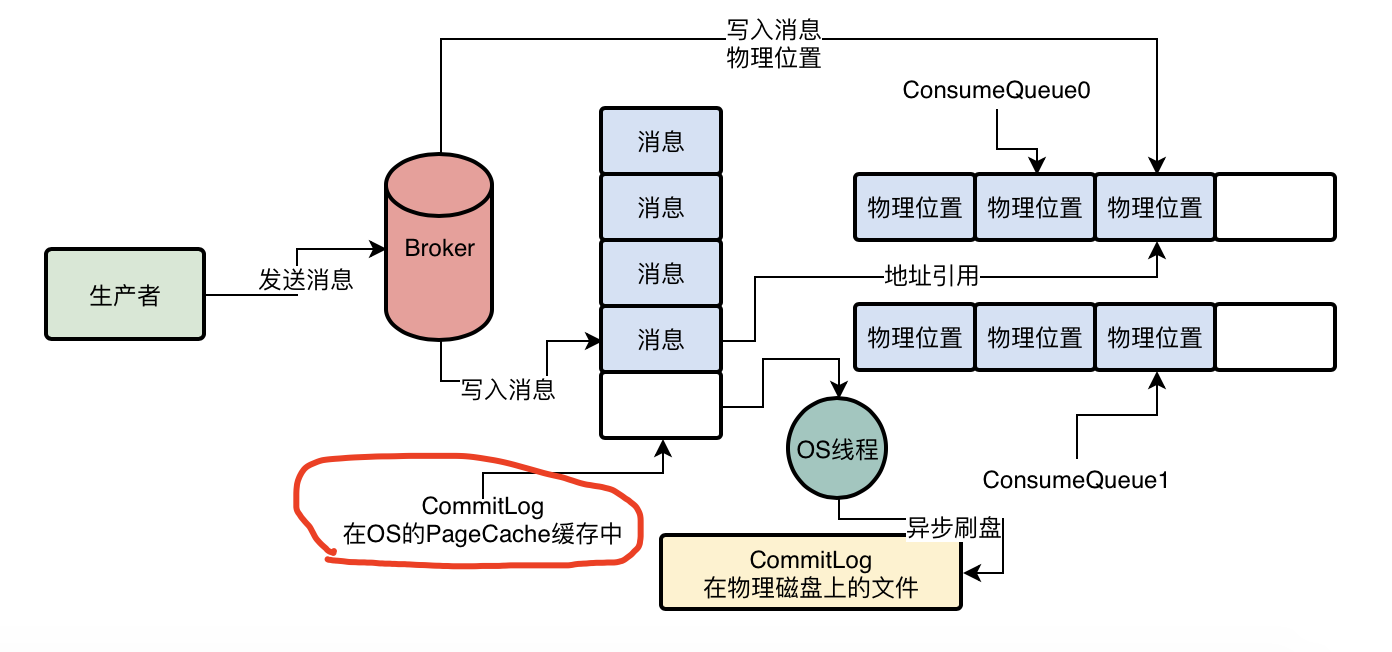 写入消息
物理位置
ConsumeQueue0
消息
消息
消息
消息
物理位置
物理位置
物理位置
Broker
生产者
发送消息
地址引用
物理位置
物理位置
物理位置
写入消息
OS线程
ConsumeQueue1
CommitLog
在OS的PageCache缓存中
异步刷盘
CommitLog
在物理磁盘上的文件